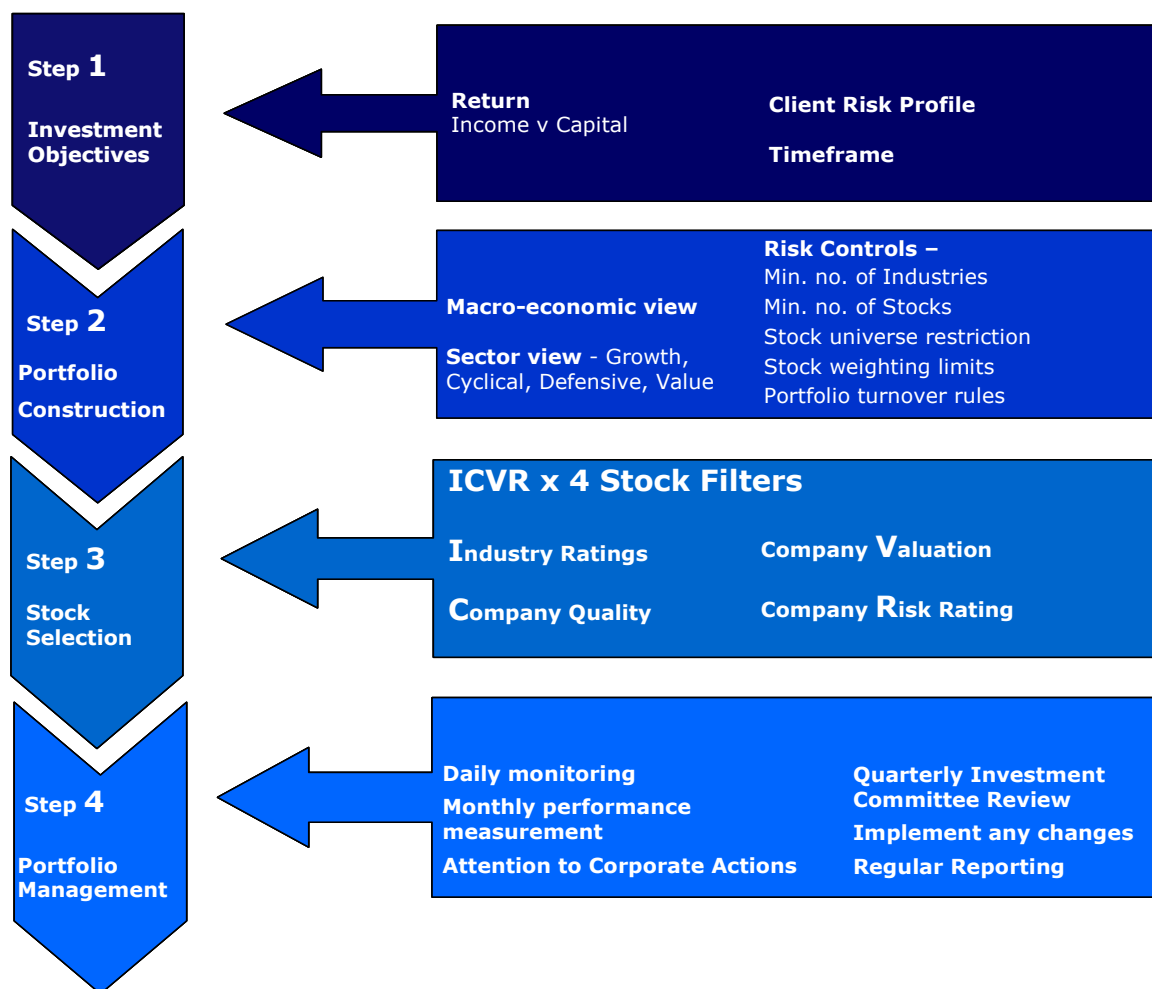 Step 1
Investment
Objectives
Return
Income v Capital
Client Risk Profile
Timeframe
Step 2
Portfolio
Construction
Macro-economic view
Sector view - Growth,
Cyclical, Defensive, Value
Risk Controls –
Min. no. of Industries
Min. no. of Stocks
Stock universe restriction
Stock weighting limits
Portfolio turnover rules
Step 3
Stock
Selection
ICVR x 4 Stock Filters
Industry Ratings
Company Quality
Company Valuation
Company Risk Rating
Step 4
Portfolio
Management
Daily monitoring
Monthly performance
measurement
Attention to Corporate Actions
Quarterly Investment
Committee Review
Implement any changes
Regular Reporting